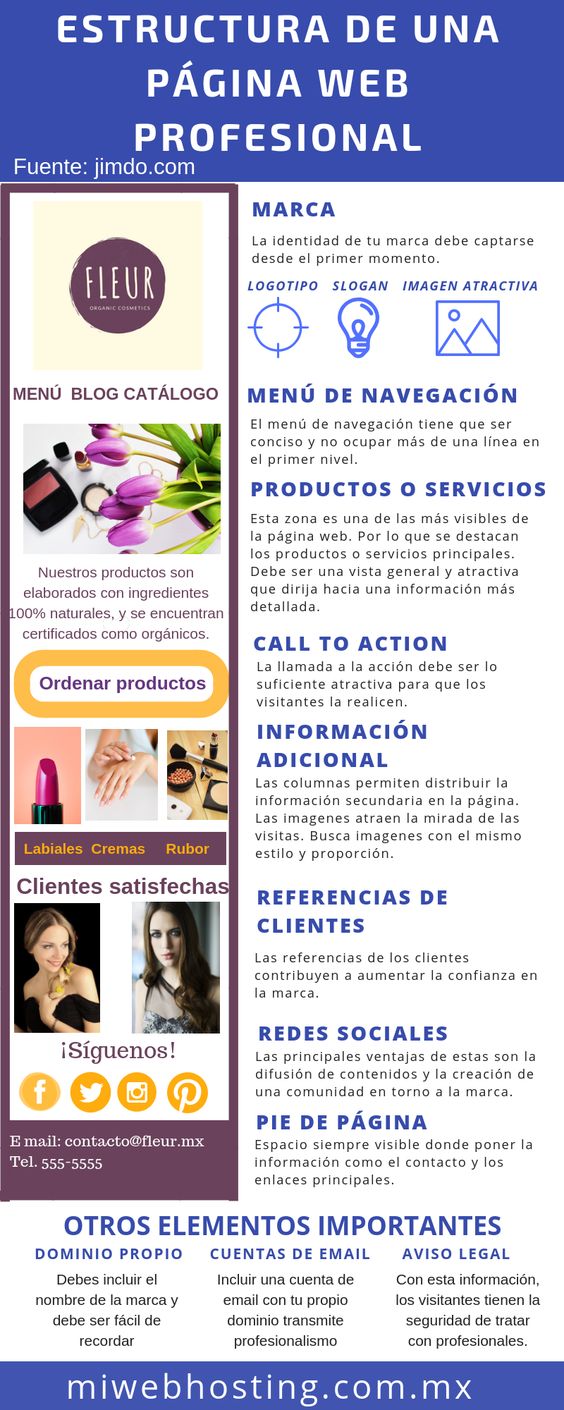 ESTRUCTURA DE UNA
PÁGINA WEB
PROFESIONAL
Fuente: jimdo.com
FLEUR
ORGANIC COSMETICS
MENÚ BLOG CATÁLOGO
Nuestros productos son
elaborados con ingredientes
100% naturales, y se encuentran
certificados como orgánicos.
Ordenar productos
Labiales Cremas Rubor
Clientes satisfechas
¡Síguenos!
E mail: contacto@fleur.mx
Tel. 555-5555
MARCA
La identidad de tu marca debe captarse
desde el primer momento.
LOGOTIPO SLOGAN IMAGEN ATRACTIVA
MENÚ DE NAVEGACIÓN
El menú de navegación tiene que ser
conciso y no ocupar más de una línea en
el primer nivel.
PRODUCTOS O SERVICIOS
Esta zona es una de las más visibles de
la página web. Por lo que se destacan
los productos o servicios principales.
Debe ser una vista general y atractiva
que dirija hacia una información más
detallada.
CALL TO ACTION
La llamada a la acción debe ser lo
suficiente atractiva para que los
visitantes la realicen.
INFORMACIÓN
ADICIONAL
Las columnas permiten distribuir la
información secundaria en la página.
Las imagenes atraen la mirada de las
visitas. Busca imagenes con el mismo
estilo y proporción.
REFERENCIAS DE
CLIENTES
Las referencias de los clientes
contribuyen a aumentar la confianza en
la marca.
REDES SOCIALES
Las principales ventajas de estas son la
difusión de contenidos y la creación de
una comunidad en torno a la marca.
PIE DE PÁGINA
Espacio siempre visible donde poner la
información como el contacto y los
enlaces principales.
OTROS ELEMENTOS IMPORTANTES
DOMINIO PROPIO
Debes incluir el
nombre de la marca y
debe ser fácil de
recordar
CUENTAS DE EMAIL
Incluir una cuenta de
email con tu propio
dominio transmite
profesionalismo
AVISO LEGAL
Con esta información,
los visitantes tienen la
seguridad de tratar
con profesionales.
miwebhosting.com.mx